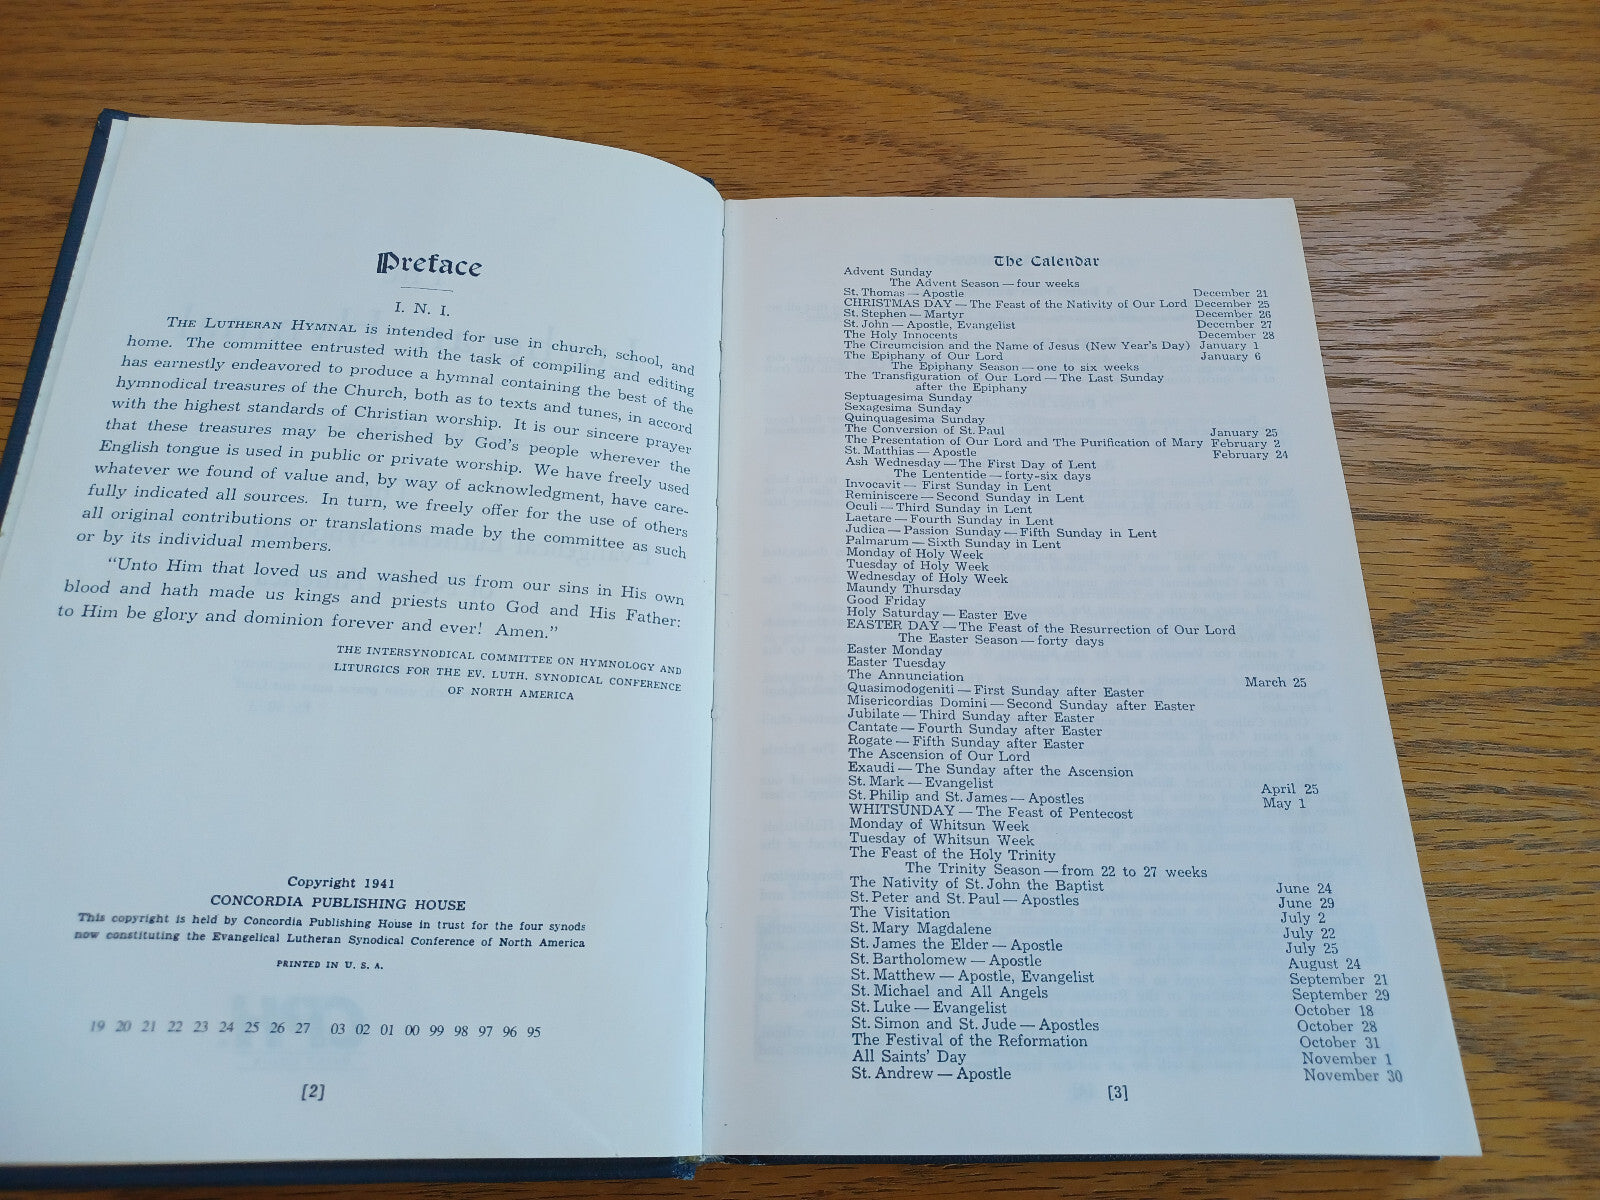 Preface
I. N. I.
THE LUTHERAN HYMNAL is intended for use in church, school, and
home. The committee entrusted with the task of compiling and editing
has earnestly endeavored to produce a hymnal containing the best of the
hymnodical treasures of the Church, both as to texts and tunes, in accord
with the highest standards of Christian worship. It is our sincere prayer
that these treasures may be cherished by God's people wherever the
English tongue is used in public or private worship. We have freely used
whatever we found of value and, by way of acknowledgment, have care-
fully indicated all sources. In turn, we freely offer for the use of others
all original contributions or translations made by the committee as such
or by its individual members.
"Unto Him that loved us and washed us from our sins in His own
blood and hath made us kings and priests unto God and His Father:
to Him be glory and dominion forever and ever! Amen."
THE INTERSYNODICAL COMMITTEE ON HYMNOLOGY AND
LITURGICS FOR THE EV. LUTH. SYNODICAL CONFERENCE
OF NORTH AMERICA
Copyright 1941
CONCORDIA PUBLISHING HOUSE
This copyright is held by Concordia Publishing House in trust for the four synods
now constituting the Evangelical Lutheran Synodical Conference of North America
PRINTED IN U. S. A.
19 20 21 22 23 24 25 26 27 03 02 01 00 99 98 97 96 95
[2]
The Calendar
Advent Sunday
The Advent Season — four weeks
St. Thomas — Apostle December 21
CHRISTMAS DAY — The Feast of the Nativity of Our Lord December 25
St. Stephen — Martyr December 26
St. John — Apostle, Evangelist December 27
The Holy Innocents December 28
The Circumcision and the Name of Jesus (New Year's Day) January 1
The Epiphany of Our Lord January 6
The Epiphany Season — one to six weeks
The Transfiguration of Our Lord — The Last Sunday
after the Epiphany
Septuagesima Sunday
Sexagesima Sunday
Quinquagesima Sunday
The Conversion of St. Paul January 25
The Presentation of Our Lord and The Purification of Mary February 2
St. Matthias — Apostle February 24
Ash Wednesday — The First Day of Lent
The Lententide — forty-six days
Invocavit — First Sunday in Lent
Reminiscere — Second Sunday in Lent
Oculi — Third Sunday in Lent
Laetare — Fourth Sunday in Lent
Judica — Passion Sunday — Fifth Sunday in Lent
Palmarum — Sixth Sunday in Lent
Monday of Holy Week
Tuesday of Holy Week
Wednesday of Holy Week
Maundy Thursday
Good Friday
Holy Saturday — Easter Eve
EASTER DAY — The Feast of the Resurrection of Our Lord
The Easter Season — forty days
Easter Monday
Easter Tuesday
The Annunciation March 25
Quasimodogeniti — First Sunday after Easter
Misericordias Domini — Second Sunday after Easter
Jubilate — Third Sunday after Easter
Cantate — Fourth Sunday after Easter
Rogate — Fifth Sunday after Easter
The Ascension of Our Lord
Exaudi — The Sunday after the Ascension
St. Mark — Evangelist April 25
St. Philip and St. James — Apostles May 1
WHITSUNDAY — The Feast of Pentecost
Monday of Whitsun Week
Tuesday of Whitsun Week
The Feast of the Holy Trinity
The Trinity Season — from 22 to 27 weeks
The Nativity of St. John the Baptist June 24
St. Peter and St. Paul — Apostles June 29
The Visitation July 2
St. Mary Magdalene July 22
St. James the Elder — Apostle July 25
St. Bartholomew — Apostle August 24
St. Matthew — Apostle, Evangelist September 21
St. Michael and All Angels September 29
St. Luke — Evangelist October 18
St. Simon and St. Jude — Apostles October 28
The Festival of the Reformation October 31
All Saints' Day November 1
St. Andrew — Apostle November 30
[3]